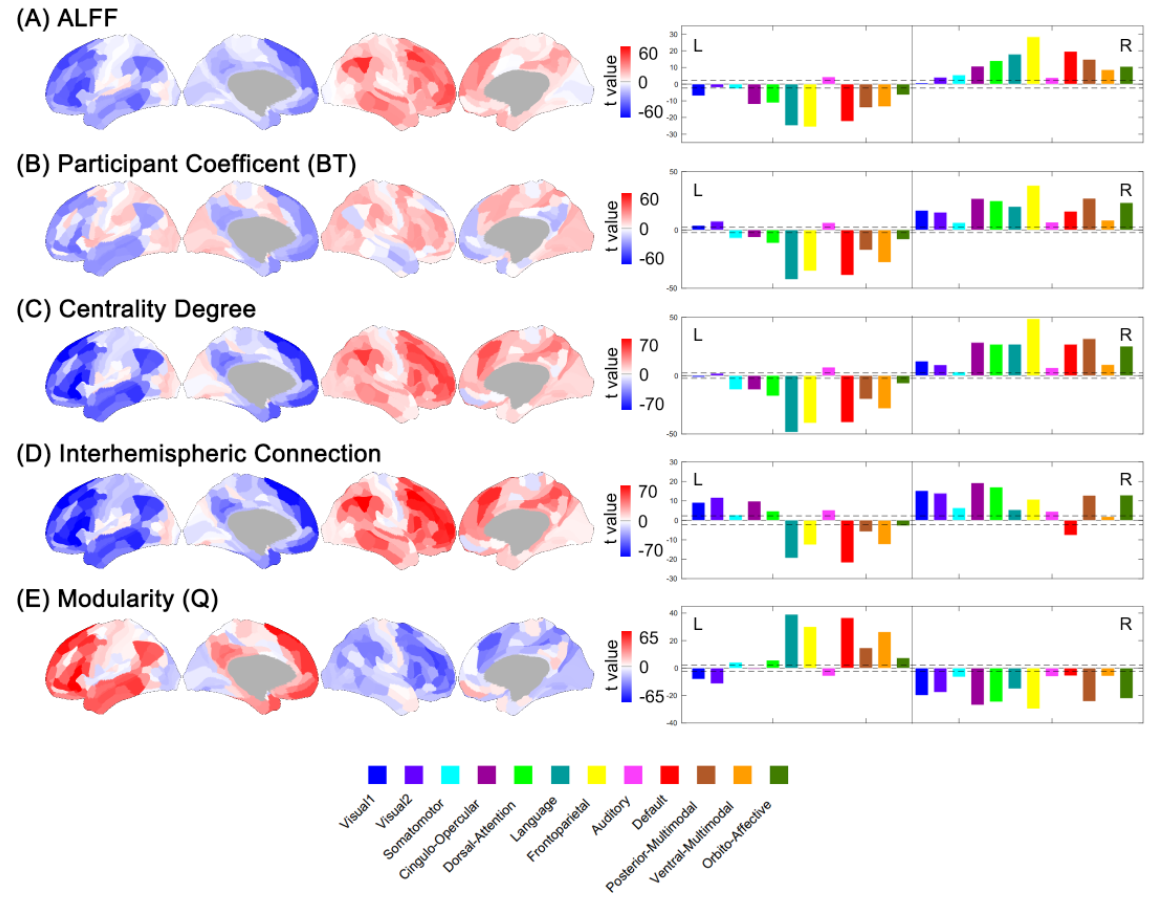 (A) ALFF
t value
60
0
-60
30
20
10
0
-10
-20
-30
L
R
(B) Participant Coefficent (BT)
t value
60
0
-60
50
0
-50
L
R
(C) Centrality Degree
t value
70
0
-70
50
0
-50
L
R
(D) Interhemispheric Connection
t value
70
0
-70
30
20
10
0
-10
-20
-30
L
R
(E) Modularity (Q)
t value
65
0
-65
40
20
0
-20
-40
L
R
Visual1
Visual2
Somatomotor
Cingulo-Opercular
Dorsal-Attention
Language
Frontoparietal
Auditory
Default
Posterior-Multimodal
Ventral-Multimodal
Orbito-Affective